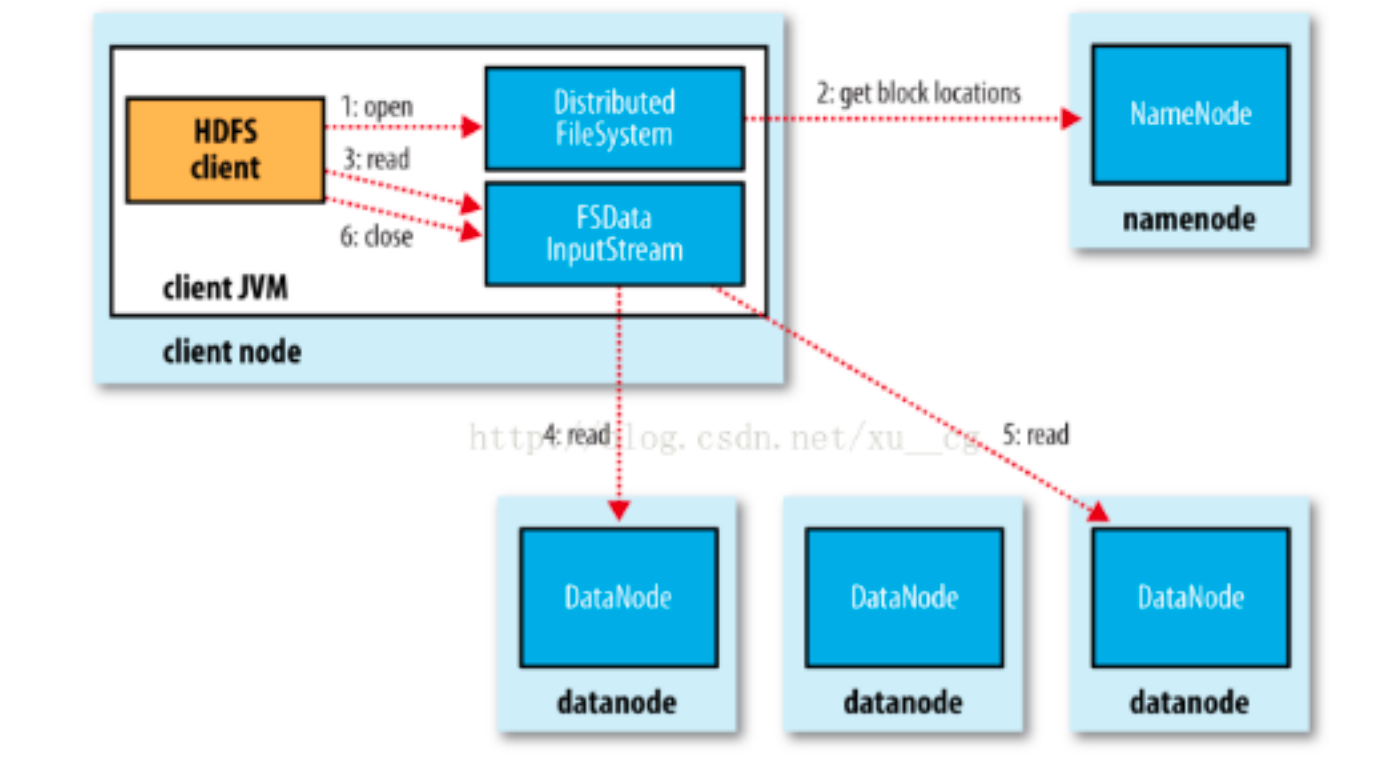 1: open
HDFS
client
3: read
6: close
Distributed
FileSystem
2: get block locations
NameNode
namenode
FSData
InputStream
client JVM
client node
http://blog.csdn.net/xu__cg
4: read
5: read
DataNode
datanode
DataNode
datanode
DataNode
datanode